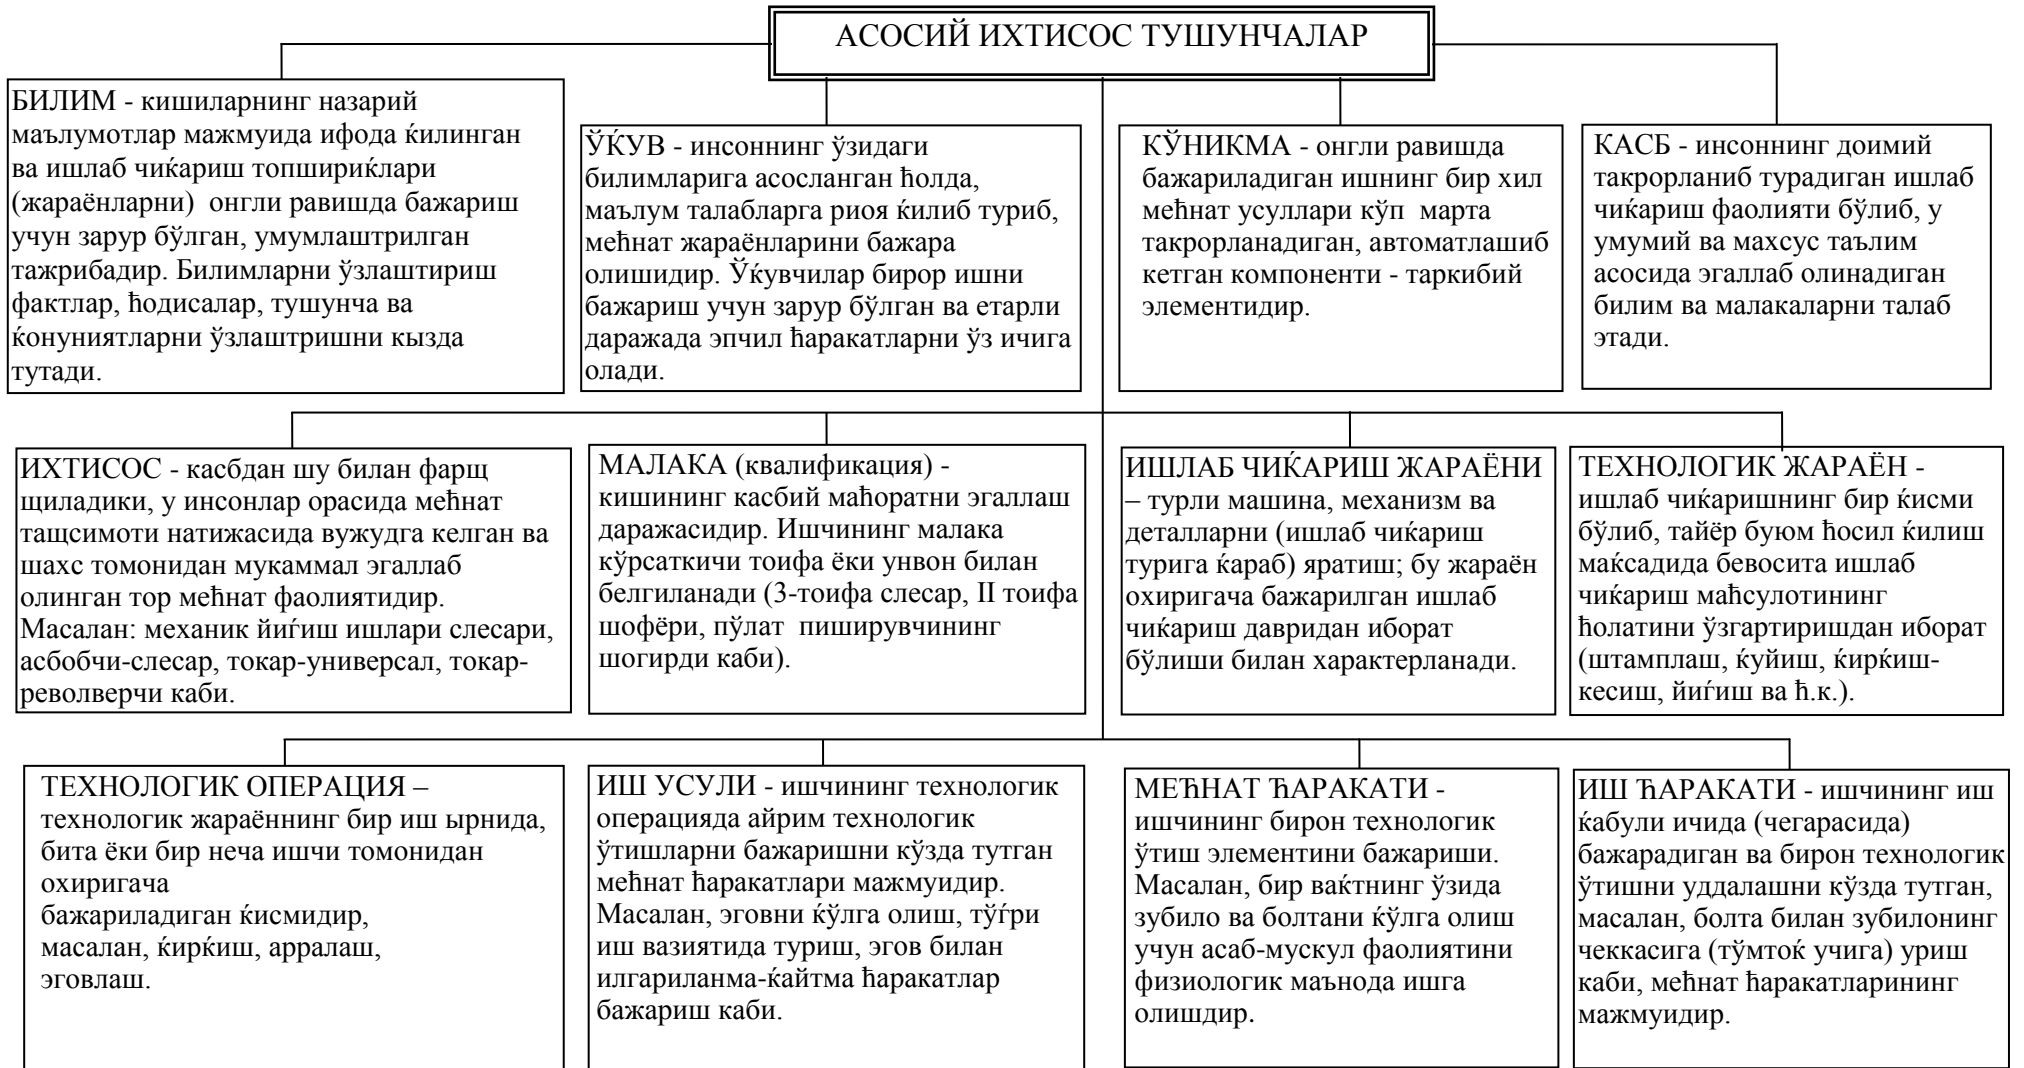 АСОСИЙ ИХТИСОС ТУШУНЧАЛАР
БИЛИМ - кишиларнинг назарий
маълумотлар мажмуида ифода ќилинган
ва ишлаб чиќариш топшириќлари
(жараёнларни) онгли равишда бажариш
учун зарур бўлган, умумлаштрилган
тажрибадир. Билимларни ўзлаштириш
фактлар, ћодисалар, тушунча ва
ќонуниятларни ўзлаштришни кызда
тутади.
ЎЌУВ - инсоннинг ўзидаги
билимларига асосланган ћолда,
маълум талабларга риоя ќилиб туриб,
мећнат жараёнларини бажара
олишидир. Ўќувчилар бирор ишни
бажариш учун зарур бўлган ва етарли
даражада эпчил ћаракатларни ўз ичига
олади.
КЎНИКМА - онгли равишда
бажариладиган ишнинг бир хил
мећнат усуллари кўп марта
такрорланадиган, автоматлашиб
кетган компоненти - таркибий
элементидир.
КАСБ - инсоннинг доимий
такрорланиб турадиган ишлаб
чиќариш фаолияти бўлиб, у
умумий ва махсус таълим
асосида эгаллаб олинадиган
билим ва малакаларни талаб
этади.
ИХТИСОС - касбдан шу билан фарщ
щиладики, у инсонлар орасида мећнат
тащсимоти натижасида вужудга келган ва
шахс томонидан мукаммал эгаллаб
олинган тор мећнат фаолиятидир.
Масалан: механик йиѓиш ишлари слесари,
асбобчи-слесар, токар-универсал, токар-
револверчи каби.
МАЛАКА (квалификация) -
кишининг касбий маћоратни эгаллаш
даражасидир. Ишчининг малака
кўрсаткичи тоифа ёки унвон билан
белгиланади (3-тоифа слесар, II тоифа
шофёри, пўлат пиширувчининг
шогирди каби).
ИШЛАБ ЧИЌАРИШ ЖАРАЁНИ
– турли машина, механизм ва
деталларни (ишлаб чиќариш
турига ќараб) яратиш; бу жараён
охиригача бажарилган ишлаб
чиќариш давридан иборат
бўлиши билан характерланади.
ТЕХНОЛОГИК ЖАРАЁН -
ишлаб чиќаришнинг бир ќисми
бўлиб, тайёр буюм ћосил ќилиш
маќсадида бевосита ишлаб
чиќариш маћсулотининг
ћолатини ўзгартиришдан иборат
(штамплаш, ќуйиш, ќирќиш-
кесиш, йиѓиш ва ћ.к.).
ТЕХНОЛОГИК ОПЕРАЦИЯ –
технологик жараённинг бир иш ырнида,
бита ёки бир неча ишчи томонидан
охиригача
бажариладиган ќисмидир,
масалан, ќирќиш, арралаш,
эговлаш.
ИШ УСУЛИ - ишчининг технологик
операцияда айрим технологик
ўтишларни бажаришни кўзда тутган
мећнат ћаракатлари мажмуидир.
Масалан, эговни ќўлга олиш, тўѓри
иш вазиятида туриш, эгов билан
илгариланма-ќайтма ћаракатлар
бажариш каби.
МЕЋНАТ ЋАРАКАТИ -
ишчининг бирон технологик
ўтиш элементини бажариши.
Масалан, бир ваќтнинг ўзида
зубило ва болтани ќўлга олиш
учун асаб-мускул фаолиятини
физиологик маънода ишга
олишдир.
ИШ ЋАРАКАТИ - ишчининг иш
ќабули ичида (чегарасида)
бажарадиган ва бирон технологик
ўтишни уддалашни кўзда тутган,
масалан, болта билан зубилонинг
чеккасига (тўмтоќ учига) уриш
каби, мећнат ћаракатларининг
мажмуидир.